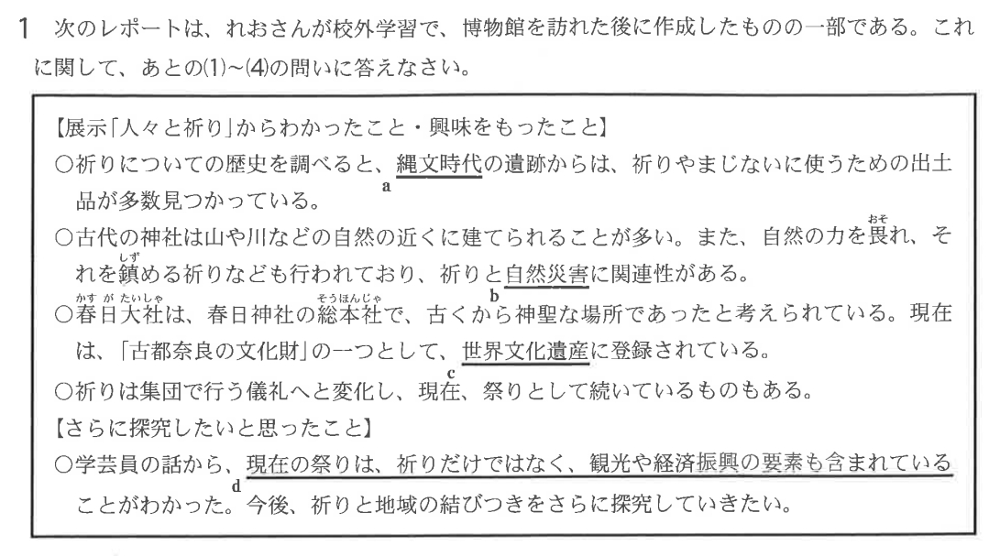 1 次のレポートは、れおさんが校外学習で、博物館を訪れた後に作成したものの一部である。これ
に関して、あとの(1)~(4)の問いに答えなさい。
【展示「人々と祈り」からわかったこと・興味をもったこと】
○祈りについての歴史を調べると、縄文時代の遺跡からは、祈りやまじないに使うための出土
a
品が多数見つかっている。
○古代の神社は山や川などの自然の近くに建てられることが多い。また、自然の力を畏れ、そ
おそ
れを鎮める祈りなども行われており、祈りと自然災害に関連性がある。
しず
b
○春日大社は、春日神社の総本社で、古くから神聖な場所であったと考えられている。現在
かすがたいしゃ
そうほんじゃ
は、「古都奈良の文化財」の一つとして、世界文化遺産に登録されている。
c
○祈りは集団で行う儀礼へと変化し、現在、祭りとして続いているものもある。
【さらに探究したいと思ったこと】
○学芸員の話から、現在の祭りは、祈りだけではなく、観光や経済振興の要素も含まれている
d
ことがわかった。今後、祈りと地域の結びつきをさらに探究していきたい。